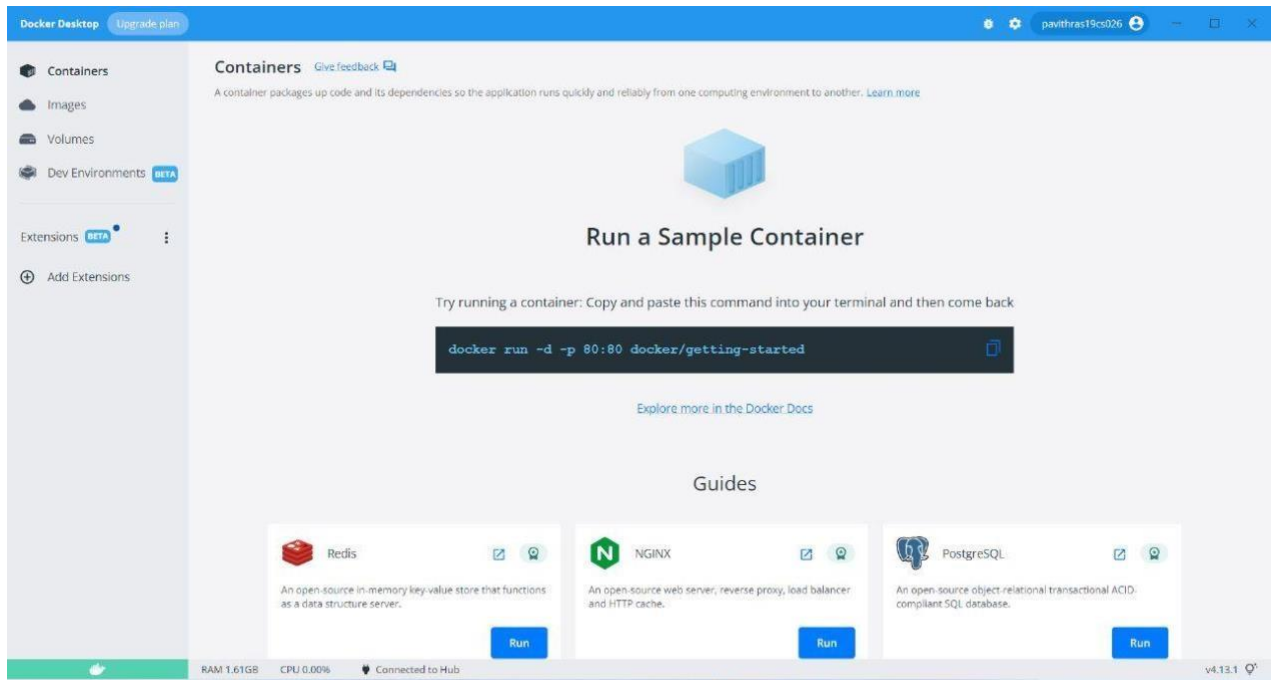 Docker Desktop Upgrade plan pavithras19cs026
Containers
Images
Volumes
Dev Environments BETA
Extensions BETA
Add Extensions
Containers Give feedback
A container packages up code and its dependencies so the application runs quickly and reliably from one computing environment to another. Learn more
Run a Sample Container
Try running a container: Copy and paste this command into your terminal and then come back
docker run -d -p 80:80 docker/getting-started
Explore more in the Docker Docs
Guides
Redis
An open-source in-memory key-value store that functions
as a data structure server.
Run
NGINX
An open-source web server, reverse proxy, load balancer
and HTTP cache.
Run
PostgreSQL
An open-source object-relational transactional ACID-
compliant SQL database.
Run
RAM 1.61GB CPU 0.00% Connected to Hub v4.13.1